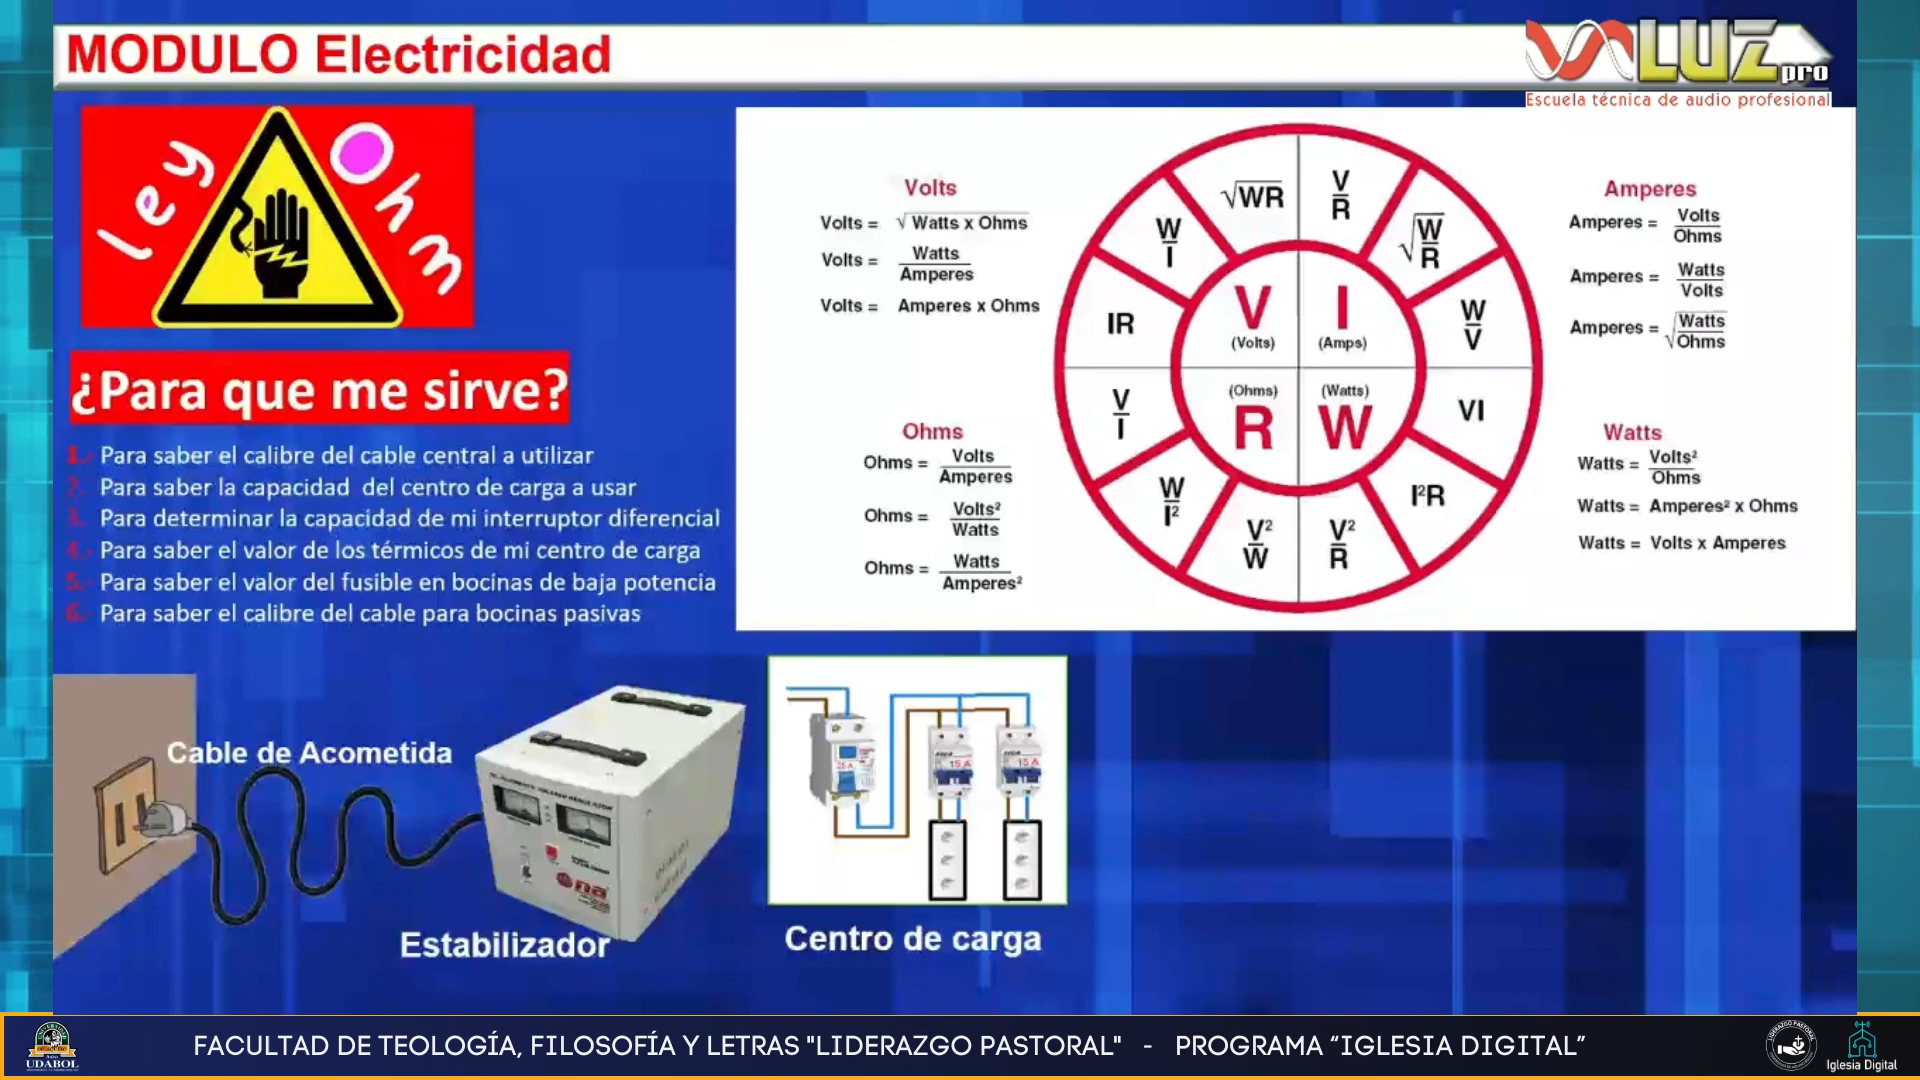 MODULO Electricidad
VALUZ pro
Escuela técnica de audio profesional
ley Ohm
¿Para que me sirve?
1.- Para saber el calibre del cable central a utilizar
2. Para saber la capacidad del centro de carga a usar
3. Para determinar la capacidad de mi interruptor diferencial
4.- Para saber el valor de los térmicos de mi centro de carga
5.- Para saber el valor del fusible en bocinas de baja potencia
6.- Para saber el calibre del cable para bocinas pasivas
Volts
Volts = √ Watts x Ohms
Volts = Watts / Amperes
Volts = Amperes x Ohms
Ohms
Ohms = Volts / Amperes
Ohms = Volts² / Watts
Ohms = Watts / Amperes²
√WR
V/R
√W/R
W/V
VI
I²R
V²/R
V²/W
W/I²
V/I
IR
W/I
V
(Volts)
I
(Amps)
(Ohms)
R
(Watts)
W
Amperes
Amperes = Volts / Ohms
Amperes = Watts / Volts
Amperes = √ Watts / Ohms
Watts
Watts = Volts² / Ohms
Watts = Amperes² x Ohms
Watts = Volts x Amperes
Cable de Acometida
na
Estabilizador
25 A
15 A
15 A
Centro de carga
UDABOL
FACULTAD DE TEOLOGÍA, FILOSOFÍA Y LETRAS "LIDERAZGO PASTORAL" - PROGRAMA “IGLESIA DIGITAL”
LIDERAZGO PASTORAL
Iglesia Digital